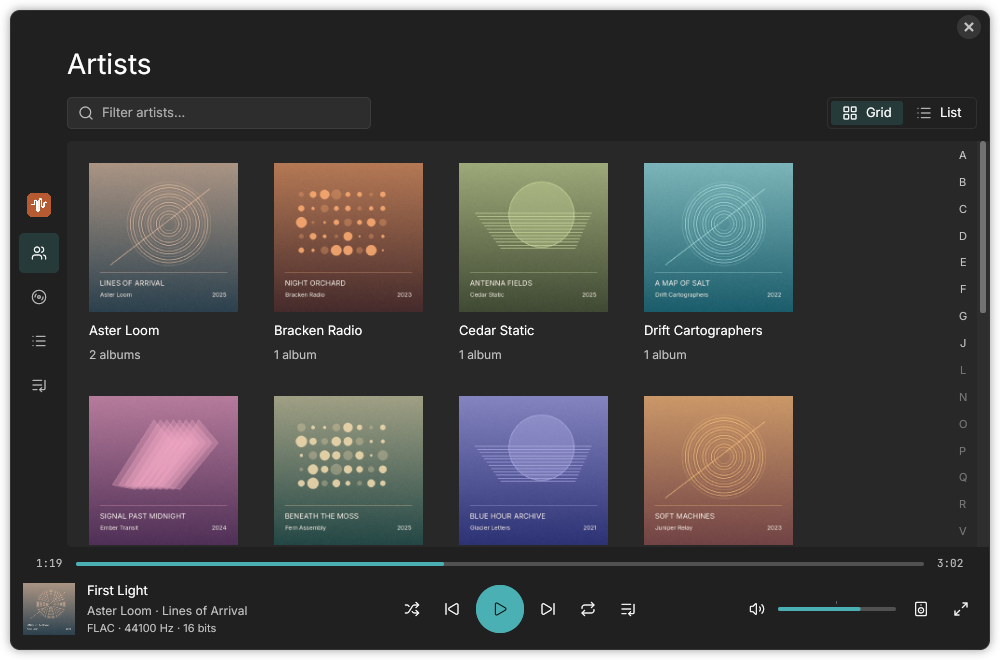 Artists
Filter artists...
Grid
List
LINES OF ARRIVAL
Aster Loom 2025
NIGHT ORCHARD
Bracken Radio 2023
ANTENNA FIELDS
Cedar Static 2025
A MAP OF SALT
Drift Cartographers 2022
Aster Loom
2 albums
Bracken Radio
1 album
Cedar Static
1 album
Drift Cartographers
1 album
SIGNAL PAST MIDNIGHT
Ember Transit 2024
BENEATH THE MOSS
Fern Assembly 2025
BLUE HOUR ARCHIVE
Glacier Letters 2021
SOFT MACHINES
Juniper Relay 2023
A
B
C
D
E
F
G
J
L
N
O
P
Q
R
V
1:19
3:02
First Light
Aster Loom · Lines of Arrival
FLAC · 44100 Hz · 16 bits